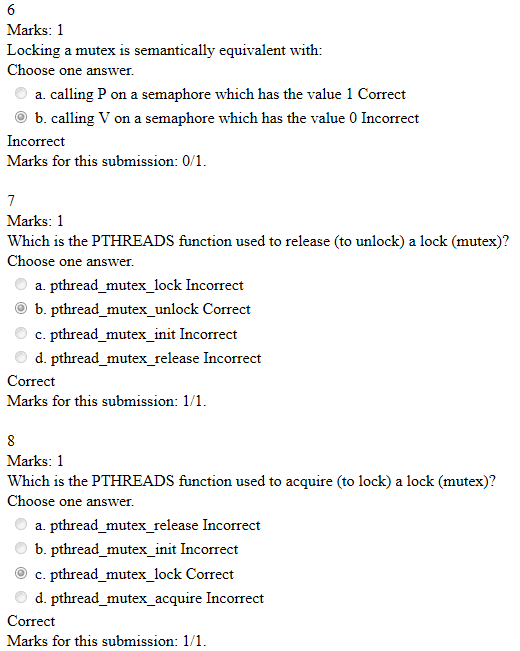 6
Marks: 1
Locking a mutex is semantically equivalent with:
Choose one answer.
a. calling P on a semaphore which has the value 1 Correct
b. calling V on a semaphore which has the value 0 Incorrect
Incorrect
Marks for this submission: 0/1.
7
Marks: 1
Which is the PTHREADS function used to release (to unlock) a lock (mutex)?
Choose one answer.
a. pthread_mutex_lock Incorrect
b. pthread_mutex_unlock Correct
c. pthread_mutex_init Incorrect
d. pthread_mutex_release Incorrect
Correct
Marks for this submission: 1/1.
8
Marks: 1
Which is the PTHREADS function used to acquire (to lock) a lock (mutex)?
Choose one answer.
a. pthread_mutex_release Incorrect
b. pthread_mutex_init Incorrect
c. pthread_mutex_lock Correct
d. pthread_mutex_acquire Incorrect
Correct
Marks for this submission: 1/1.